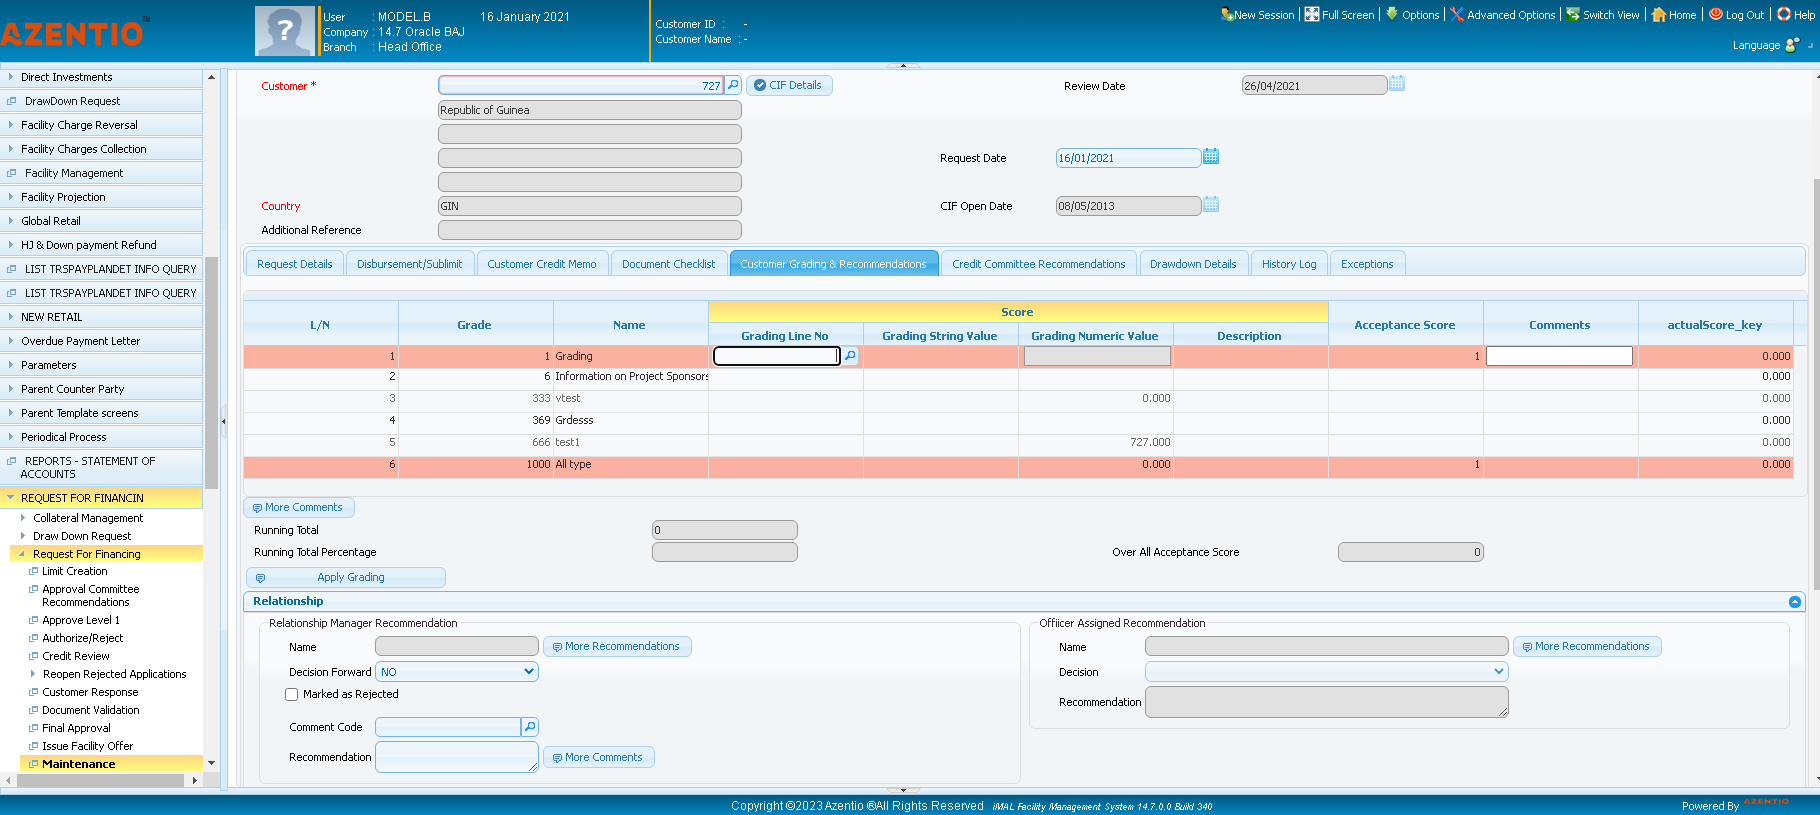 AZENTIO™
User : MODEL.B 16 January 2021
Company : 14.7 Oracle BAJ
Branch : Head Office
Customer ID : -
Customer Name : -
New Session Full Screen Options Advanced Options Switch View Home Log Out Help
Language
Direct Investments
DrawDown Request
Facility Charge Reversal
Facility Charges Collection
Facility Management
Facility Projection
Global Retail
HJ & Down payment Refund
LIST TRSPAYPLANDET INFO QUERY
LIST TRSPAYPLANDET INFO QUERY
NEW RETAIL
Overdue Payment Letter
Parameters
Parent Counter Party
Parent Template screens
Periodical Process
REPORTS - STATEMENT OF
ACCOUNTS
REQUEST FOR FINANCIN
Collateral Management
Draw Down Request
Request For Financing
Limit Creation
Approval Committee
Recommendations
Approve Level 1
Authorize/Reject
Credit Review
Reopen Rejected Applications
Customer Response
Document Validation
Final Approval
Issue Facility Offer
Maintenance
Customer * 727 CIF Details Review Date 26/04/2021
Republic of Guinea
Request Date 16/01/2021
Country GIN CIF Open Date 08/05/2013
Additional Reference
Request Details Disbursement/Sublimit Customer Credit Memo Document Checklist Customer Grading & Recommendations Credit Committee Recommendations Drawdown Details History Log Exceptions
L/N Grade Name Score Acceptance Score Comments actualScore_key
Grading Line No Grading String Value Grading Numeric Value Description
1 1 Grading 1 0.000
2 6 Information on Project Sponsors 0.000
3 333 vtest 0.000 0.000
4 369 Grdesss 0.000
5 666 test1 727.000 0.000
6 1000 All type 0.000 1 0.000
More Comments
Running Total 0
Running Total Percentage Over All Acceptance Score 0
Apply Grading
Relationship
Relationship Manager Recommendation
Name More Recommendations
Decision Forward NO
Marked as Rejected
Comment Code
Recommendation More Comments
Offiicer Assigned Recommendation
Name More Recommendations
Decision
Recommendation
Copyright ©2023 Azentio ®All Rights Reserved iMAL Facility Management System 14.7.0.0 Build 340
Powered By AZENTIO